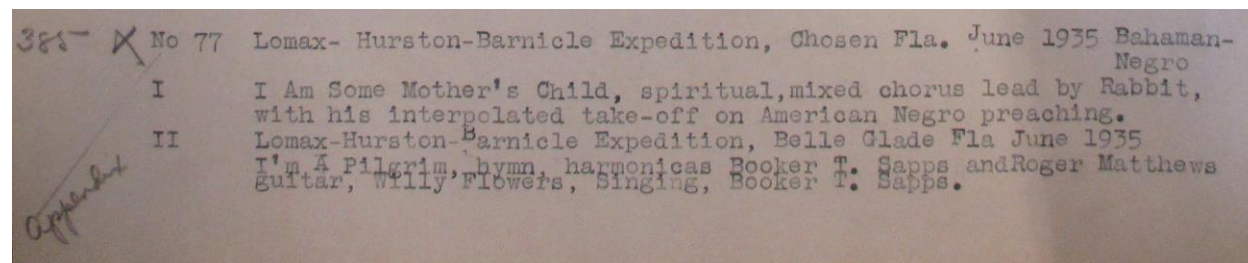 385 X No 77 Lomax- Hurston-Barnicle Expedition, Chosen Fla. June 1935 Bahaman-
Negro
I I Am Some Mother's Child, spiritual,mixed chorus lead by Rabbit,
with his interpolated take-off on American Negro preaching.
II Lomax-Hurston-Barnicle Expedition, Belle Glade Fla June 1935
I'm A Pilgrim, hymn, harmonicas Booker T. Sapps andRoger Matthews
guitar, Willy Flowers, Singing, Booker T. Sapps.
appendix